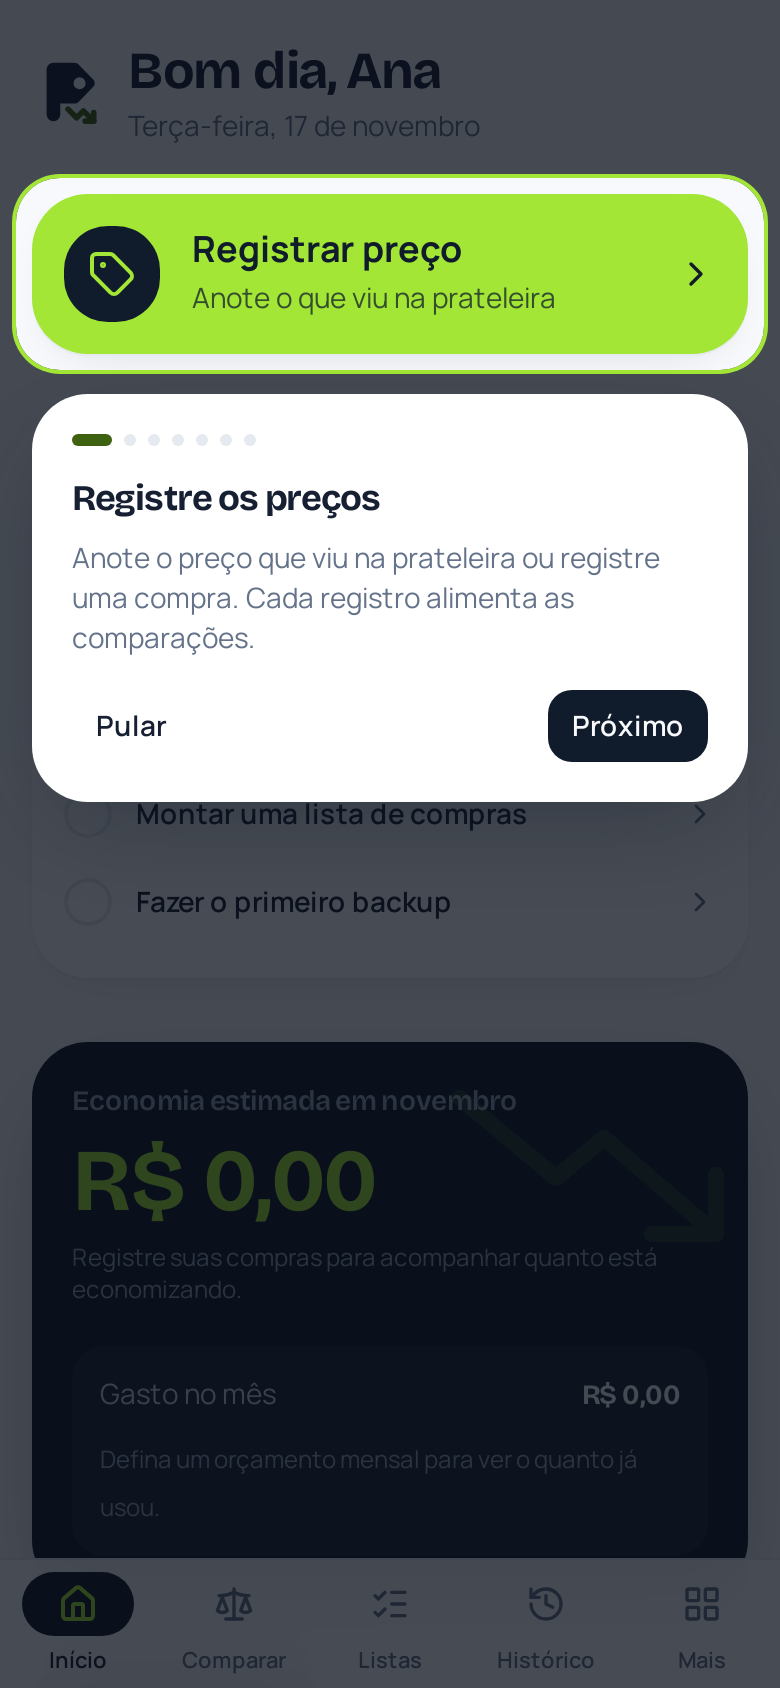 Bom dia, Ana
Terça-feira, 17 de novembro
Registrar preço
Anote o que viu na prateleira
Registre os preços
Anote o preço que viu na prateleira ou registre
uma compra. Cada registro alimenta as
comparações.
Pular
Próximo
Montar uma lista de compras
Fazer o primeiro backup
Economia estimada em novembro
R$ 0,00
Registre suas compras para acompanhar quanto está
economizando.
Gasto no mês
R$ 0,00
Defina um orçamento mensal para ver o quanto já
usou.
Início
Comparar
Listas
Histórico
Mais